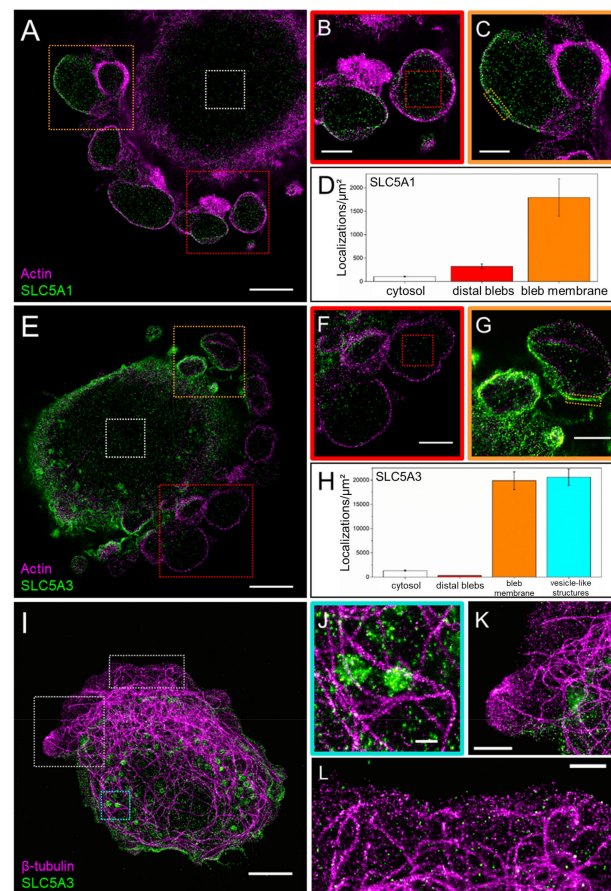 A
Actin
SLC5A1
B
C
D
SLC5A1
Localizations/µm²
2000
1500
1000
500
0
cytosol
distal blebs
bleb membrane
E
Actin
SLC5A3
F
G
H
SLC5A3
Localizations/µm²
20000
15000
10000
5000
0
cytosol
distal blebs
bleb
membrane
vesicle-like
structures
I
β-tubulin
SLC5A3
J
K
L